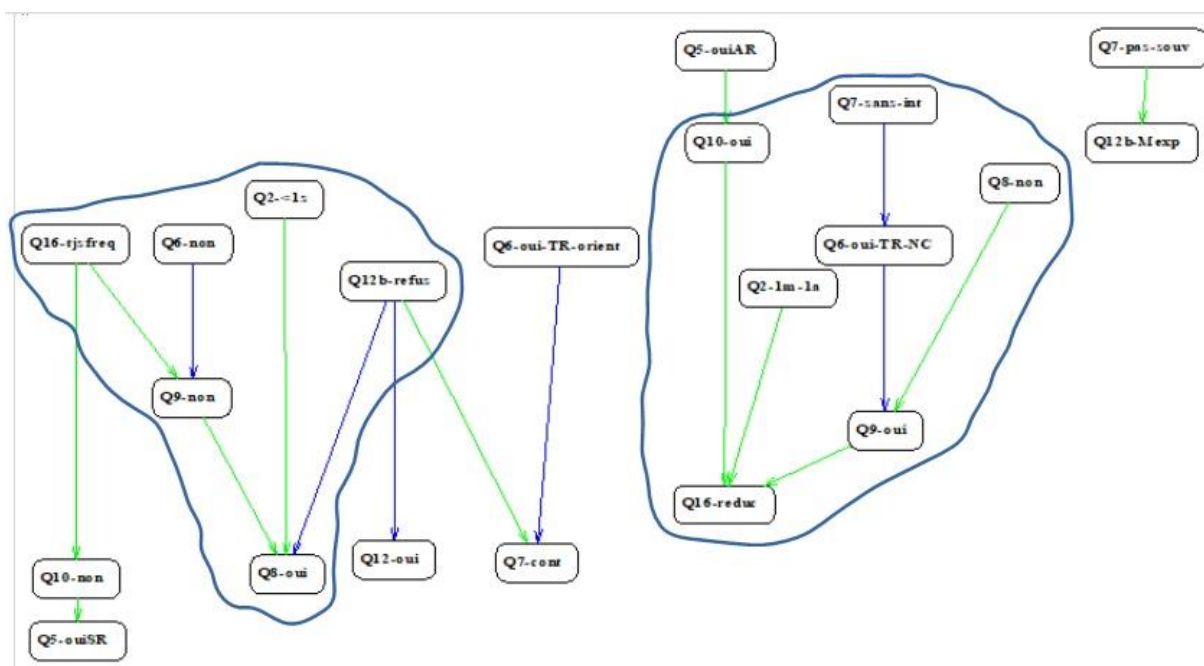 Q7-pas-souv
Q5-ouiAR
Q7-sans-int
Q10-oui
Q12b-Mexp
Q8-non
Q2-<1s
Q16-tjsfreq
Q6-non
Q6-oui-TR-orient
Q6-oui-TR-NC
Q12b-refus
Q2-1m-1a
Q9-non
Q9-oui
Q16-redux
Q12-oui
Q7-cont
Q8-oui
Q10-non
Q5-ouiSR